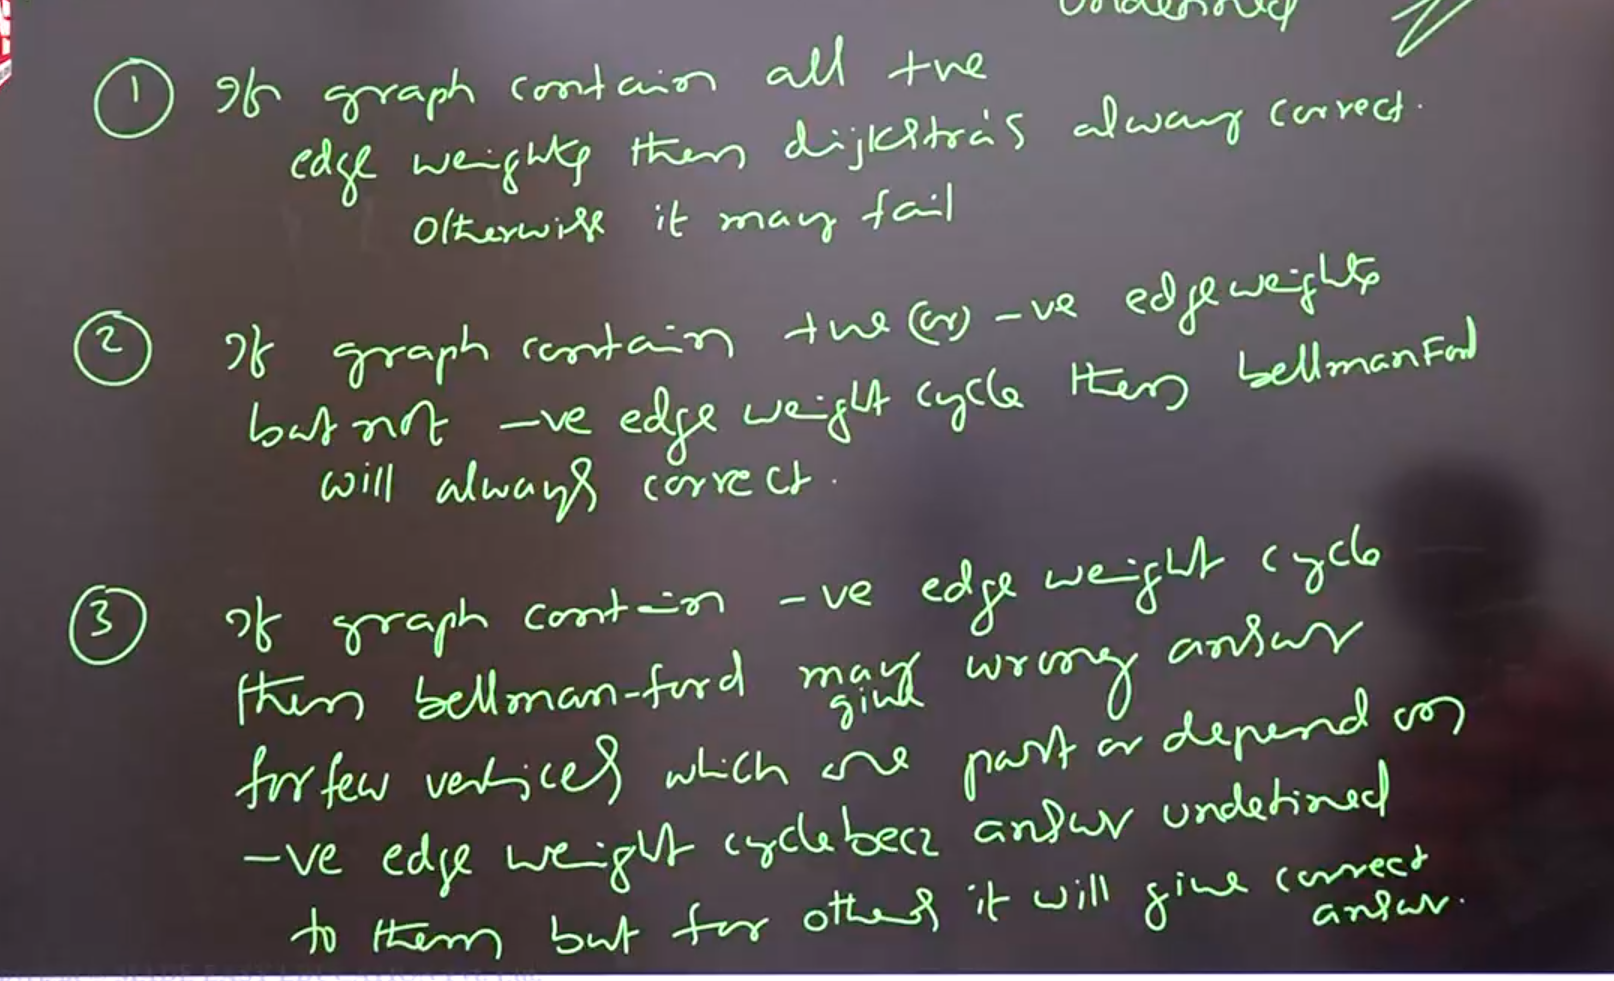 undefined
① If graph contain all +ve
edge weights then dijkstra's always correct.
otherwise it may fail
② If graph contain +ve (or) -ve edge weights
but not -ve edge weight cycle then bellmanFord
will always correct.
③ If graph contain -ve edge weight cycle
then bellman-ford may give wrong answer
for few vertices which are part or depend on
-ve edge weight cycle becz answer undefined
to them but for others it will give correct
answer.